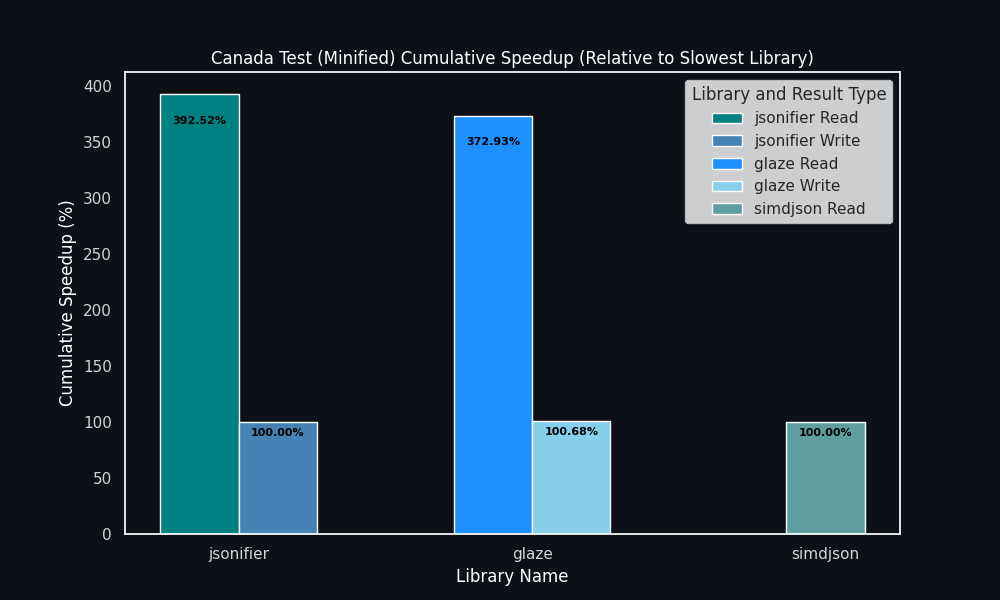 Canada Test (Minified) Cumulative Speedup (Relative to Slowest Library)
Cumulative Speedup (%)
400
350
300
250
200
150
100
50
0
392.52%
100.00%
372.93%
100.68%
100.00%
Library and Result Type
jsonifier Read
jsonifier Write
glaze Read
glaze Write
simdjson Read
jsonifier
glaze
simdjson
Library Name